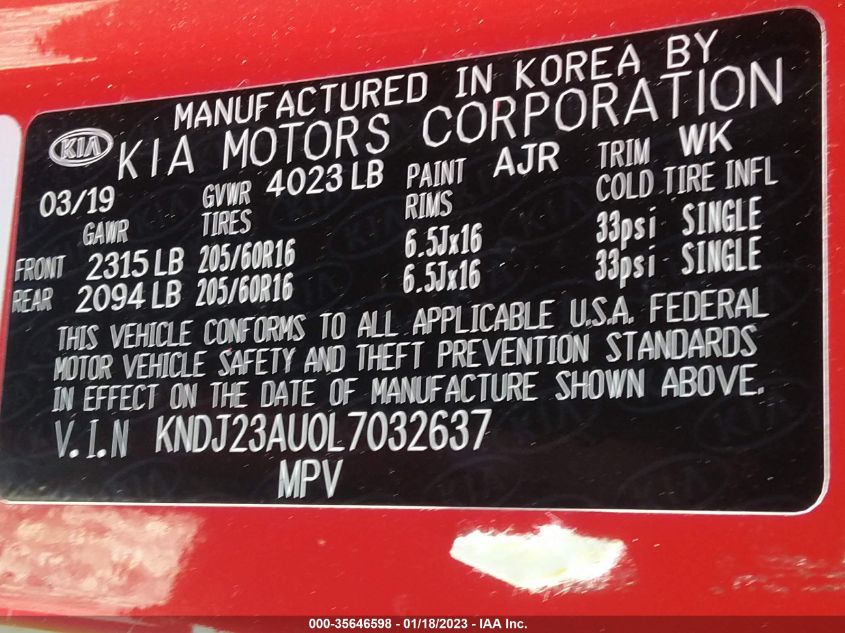 MANUFACTURED IN KOREA BY
KIA KIA MOTORS CORPORATION
03/19 GVWR 4023 LB PAINT AJR TRIM WK
GAWR TIRES RIMS COLD TIRE INFL
FRONT 2315 LB 205/60R16 6.5Jx16 33psi SINGLE
REAR 2094 LB 205/60R16 6.5Jx16 33psi SINGLE
THIS VEHICLE CONFORMS TO ALL APPLICABLE U.S.A. FEDERAL
MOTOR VEHICLE SAFETY AND THEFT PREVENTION STANDARDS
IN EFFECT ON THE DATE OF MANUFACTURE SHOWN ABOVE.
V.I.N KNDJ23AU0L7032637
MPV
000-35646598 - 01/18/2023 - IAA Inc.